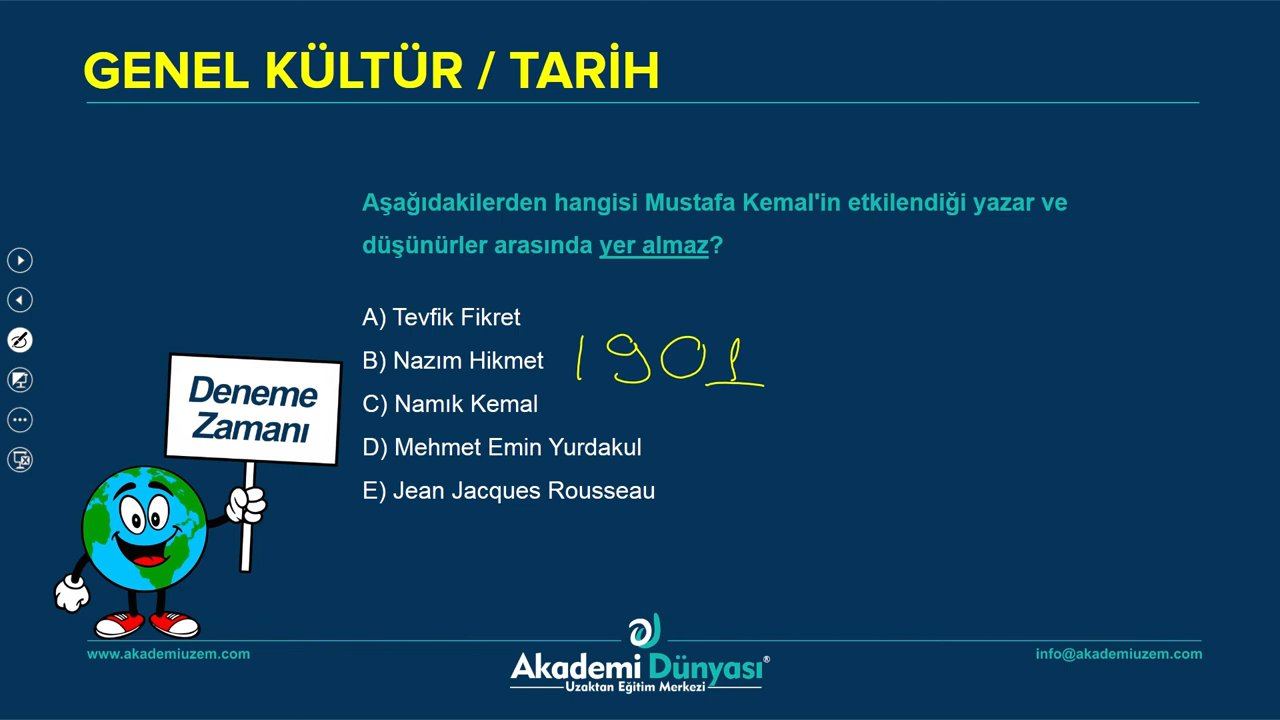 GENEL KÜLTÜR / TARİH
Aşağıdakilerden hangisi Mustafa Kemal'in etkilendiği yazar ve
düşünürler arasında yer almaz?
A) Tevfik Fikret
B) Nazım Hikmet 1901
C) Namık Kemal
D) Mehmet Emin Yurdakul
E) Jean Jacques Rousseau
Deneme
Zamanı
www.akademiuzem.com
Akademi Dünyası®
Uzaktan Eğitim Merkezi
info@akademiuzem.com